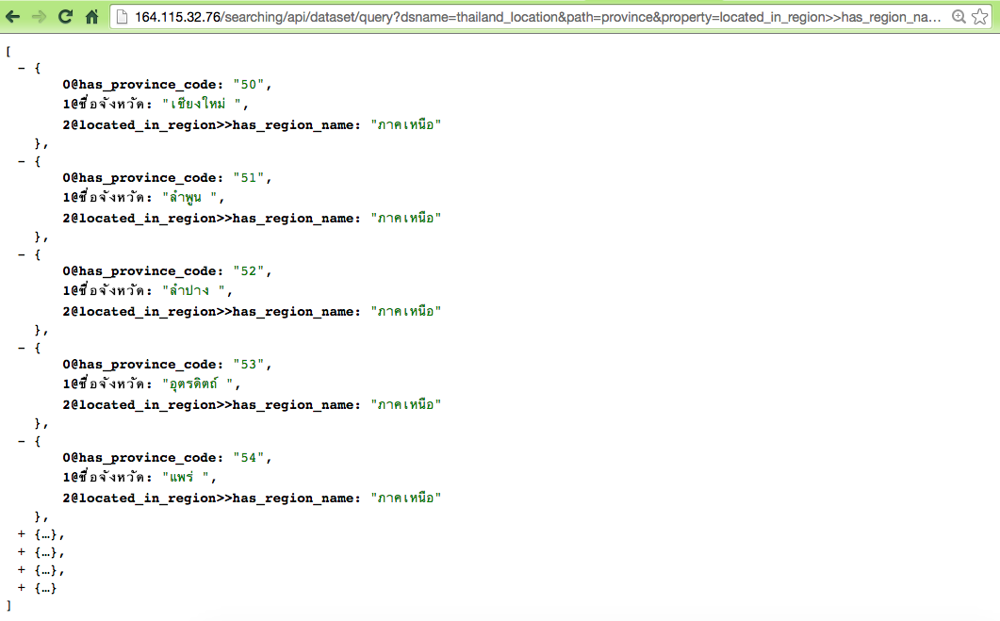 164.115.32.76/searching/api/dataset/query?dsname=thailand_location&path=province&property=located_in_region>>has_region_na...
[
- {
0@has_province_code: "50",
1@ชื่อจังหวัด: "เชียงใหม่ ",
2@located_in_region>>has_region_name: "ภาคเหนือ"
},
- {
0@has_province_code: "51",
1@ชื่อจังหวัด: "ลำพูน ",
2@located_in_region>>has_region_name: "ภาคเหนือ"
},
- {
0@has_province_code: "52",
1@ชื่อจังหวัด: "ลำปาง ",
2@located_in_region>>has_region_name: "ภาคเหนือ"
},
- {
0@has_province_code: "53",
1@ชื่อจังหวัด: "อุตรดิตถ์ ",
2@located_in_region>>has_region_name: "ภาคเหนือ"
},
- {
0@has_province_code: "54",
1@ชื่อจังหวัด: "แพร่ ",
2@located_in_region>>has_region_name: "ภาคเหนือ"
},
+ {…},
+ {…},
+ {…},
+ {…}
]